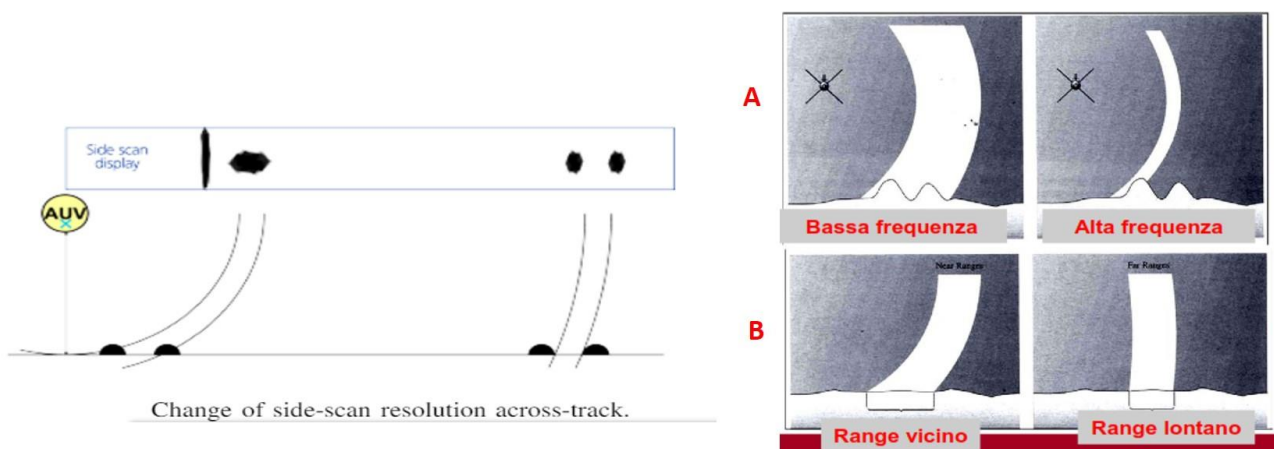 Side scan
display
AUV
Change of side-scan resolution across-track.
A
Bassa frequenza
Alta frequenza
B
Near Ranges
Far Ranges
Range vicino
Range lontano